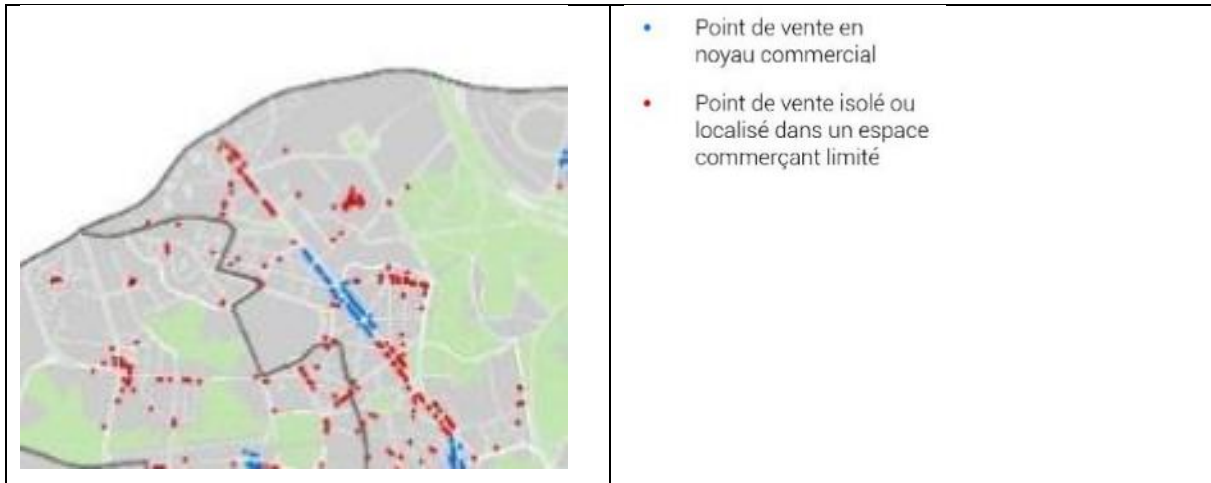 Point de vente en
noyau commercial
Point de vente isolé ou
localisé dans un espace
commerçant limité